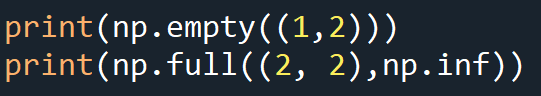 print(np.empty((1,2)))
print(np.full((2, 2),np.inf))